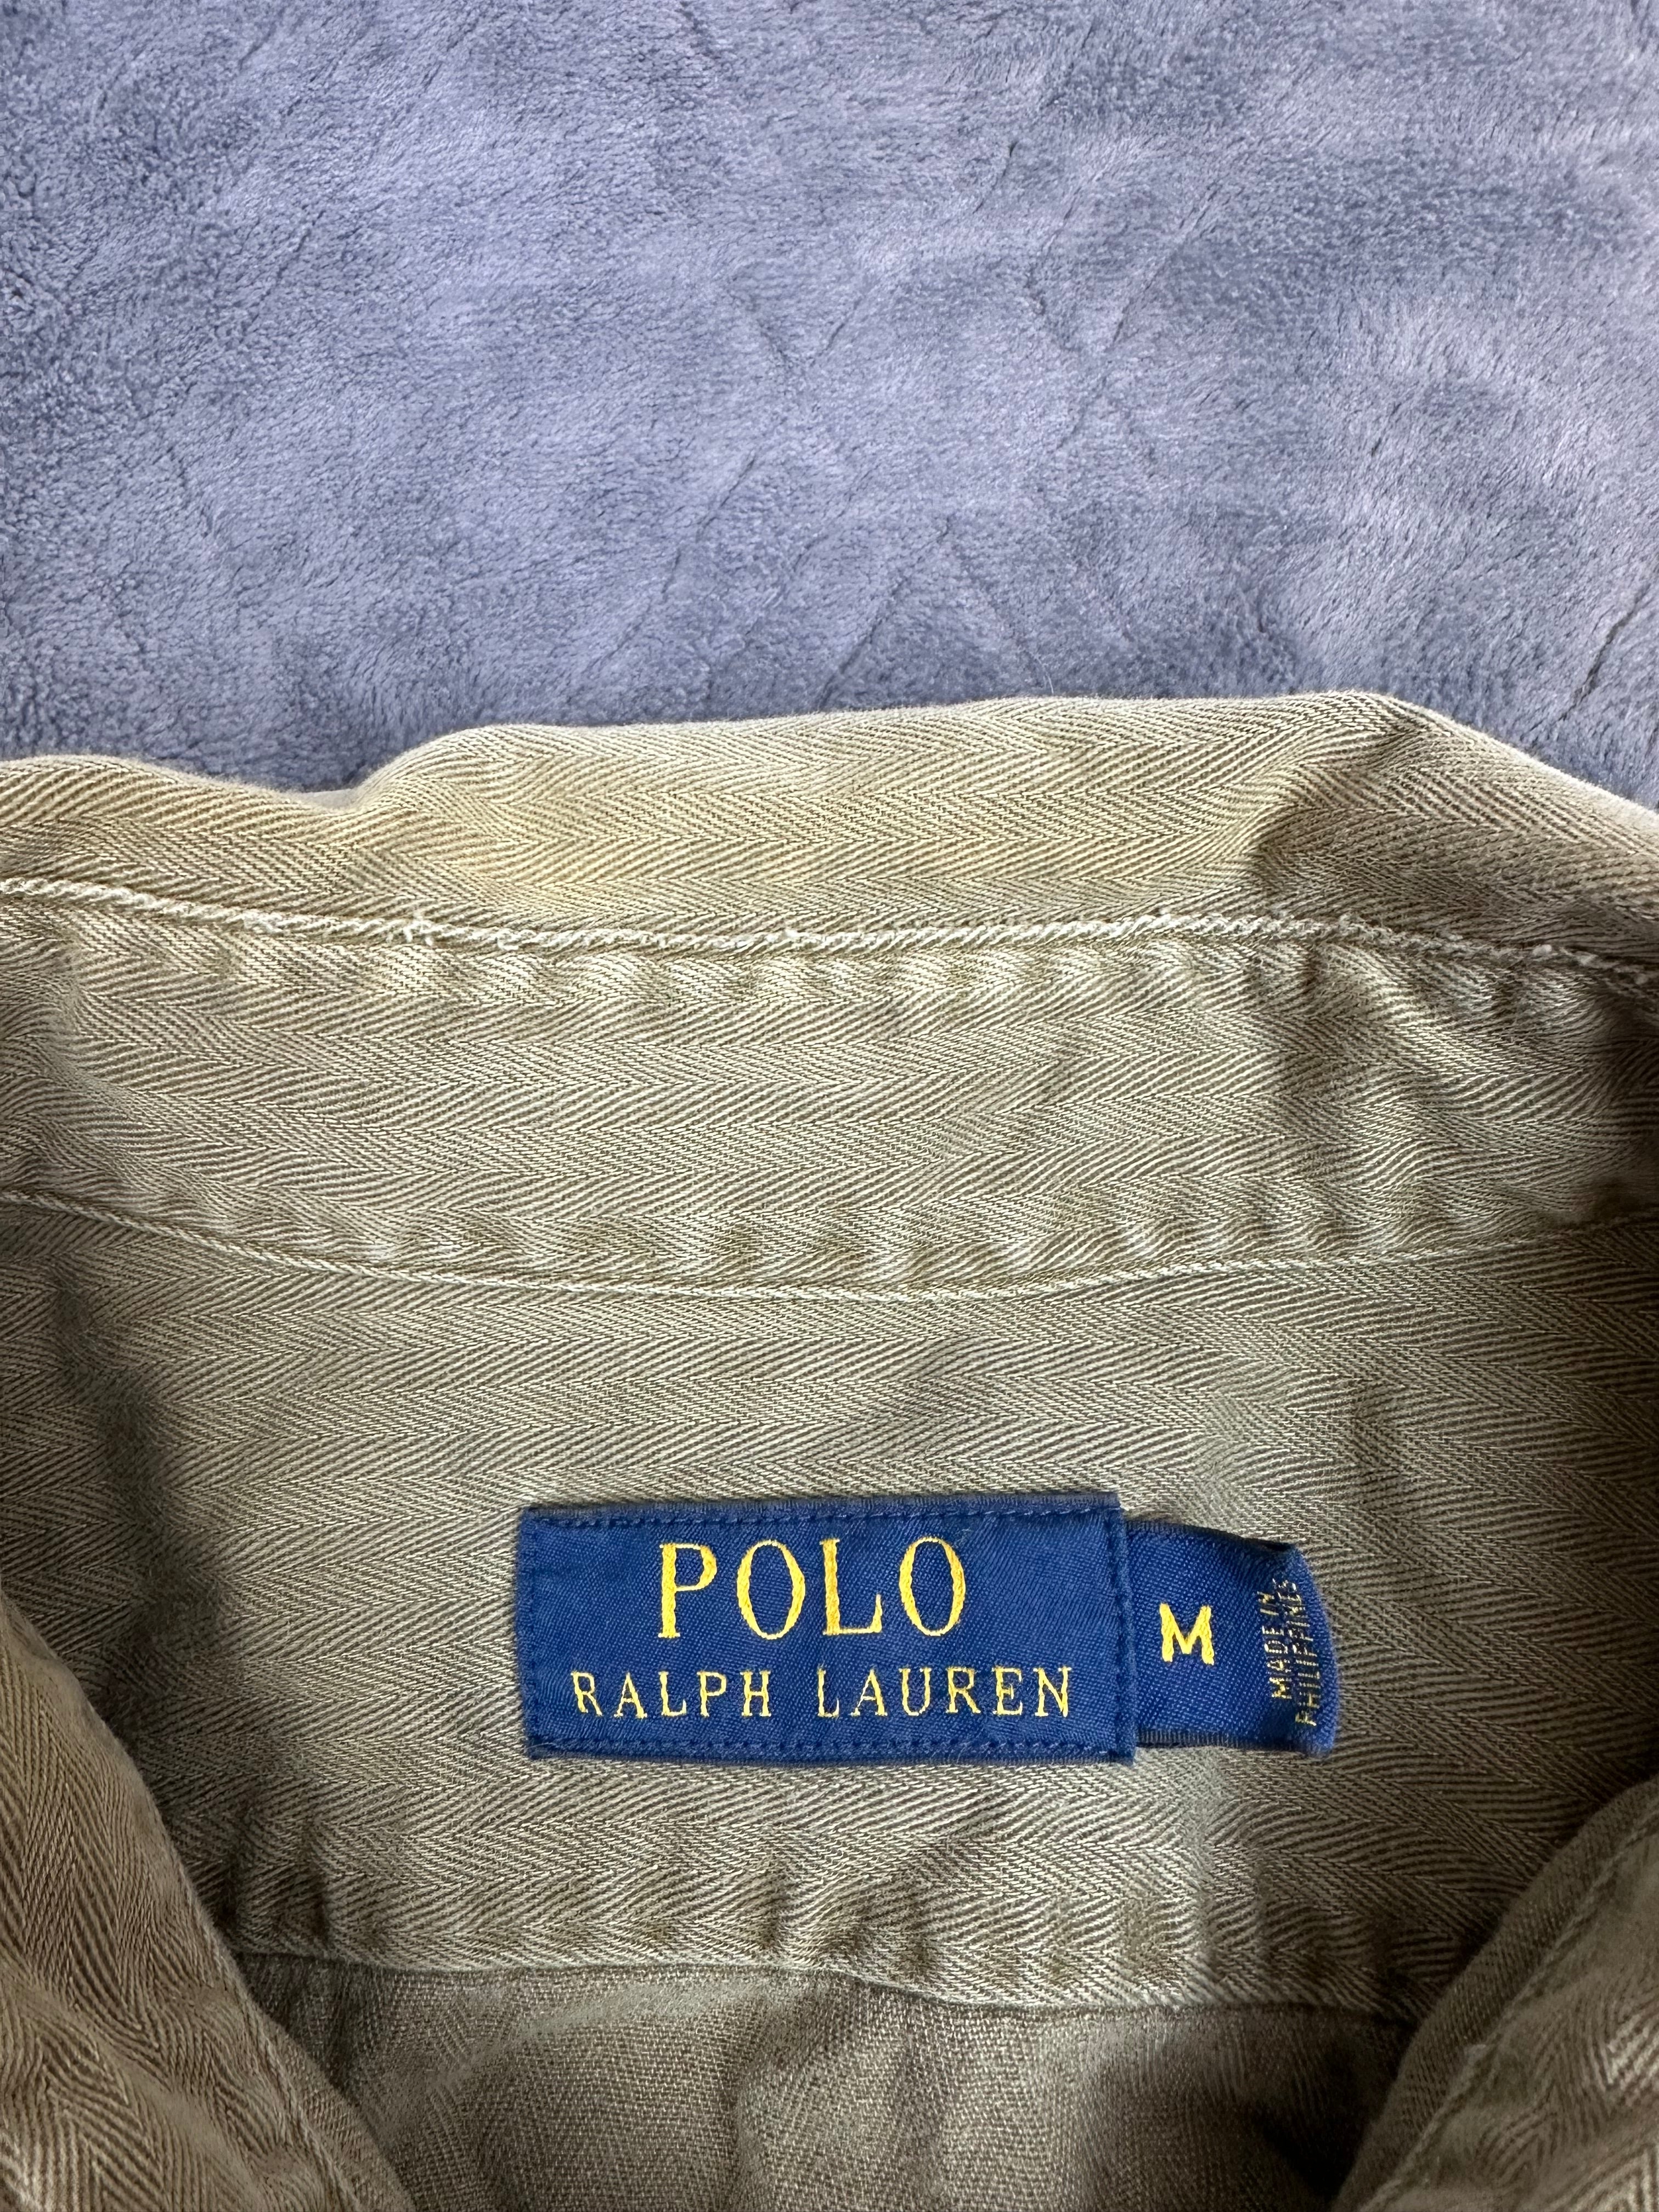 POLO
RALPH LAUREN
M
MADE IN
PHILIPPINES